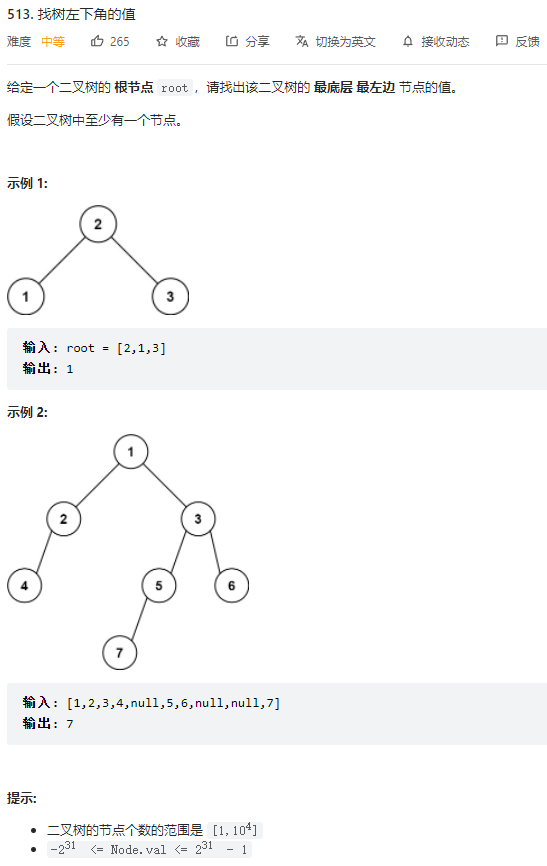 513. 找树左下角的值
难度 中等 265 收藏 分享 切换为英文 接收动态 反馈
给定一个二叉树的 根节点 root，请找出该二叉树的 最底层 最左边 节点的值。
假设二叉树中至少有一个节点。
示例 1:
2
1 3
输入: root = [2,1,3]
输出: 1
示例 2:
1
2 3
4 5 6
7
输入: [1,2,3,4,null,5,6,null,null,7]
输出: 7
提示:
• 二叉树的节点个数的范围是 [1,10⁴]
• -2³¹ <= Node.val <= 2³¹ - 1